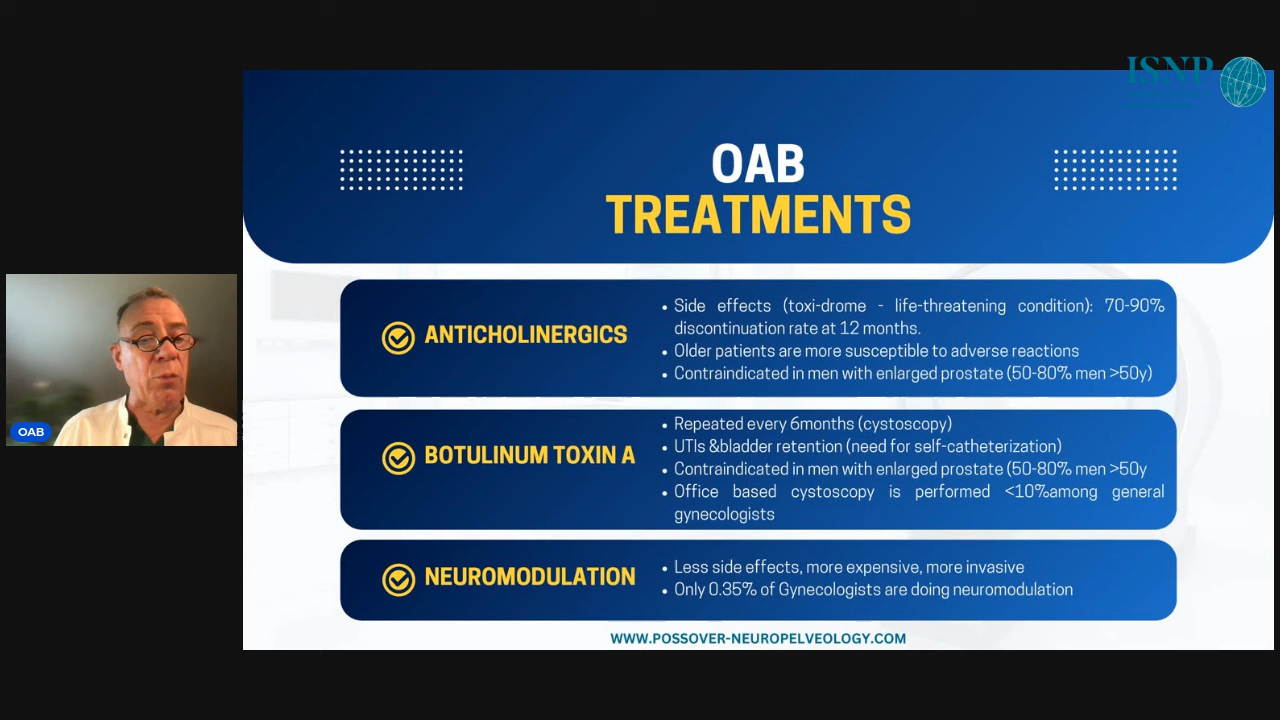 ISNP
OAB
TREATMENTS
ANTICHOLINERGICS
• Side effects (toxi-drome - life-threatening condition): 70-90%
discontinuation rate at 12 months.
• Older patients are more susceptible to adverse reactions
• Contraindicated in men with enlarged prostate (50-80% men >50y)
BOTULINUM TOXIN A
• Repeated every 6months (cystoscopy)
• UTIs &bladder retention (need for self-catheterization)
• Contraindicated in men with enlarged prostate (50-80% men >50y
• Office based cystoscopy is performed <10%among general
gynecologists
NEUROMODULATION
• Less side effects, more expensive, more invasive
• Only 0.35% of Gynecologists are doing neuromodulation
WWW.POSSOVER-NEUROPELVEOLOGY.COM
OAB